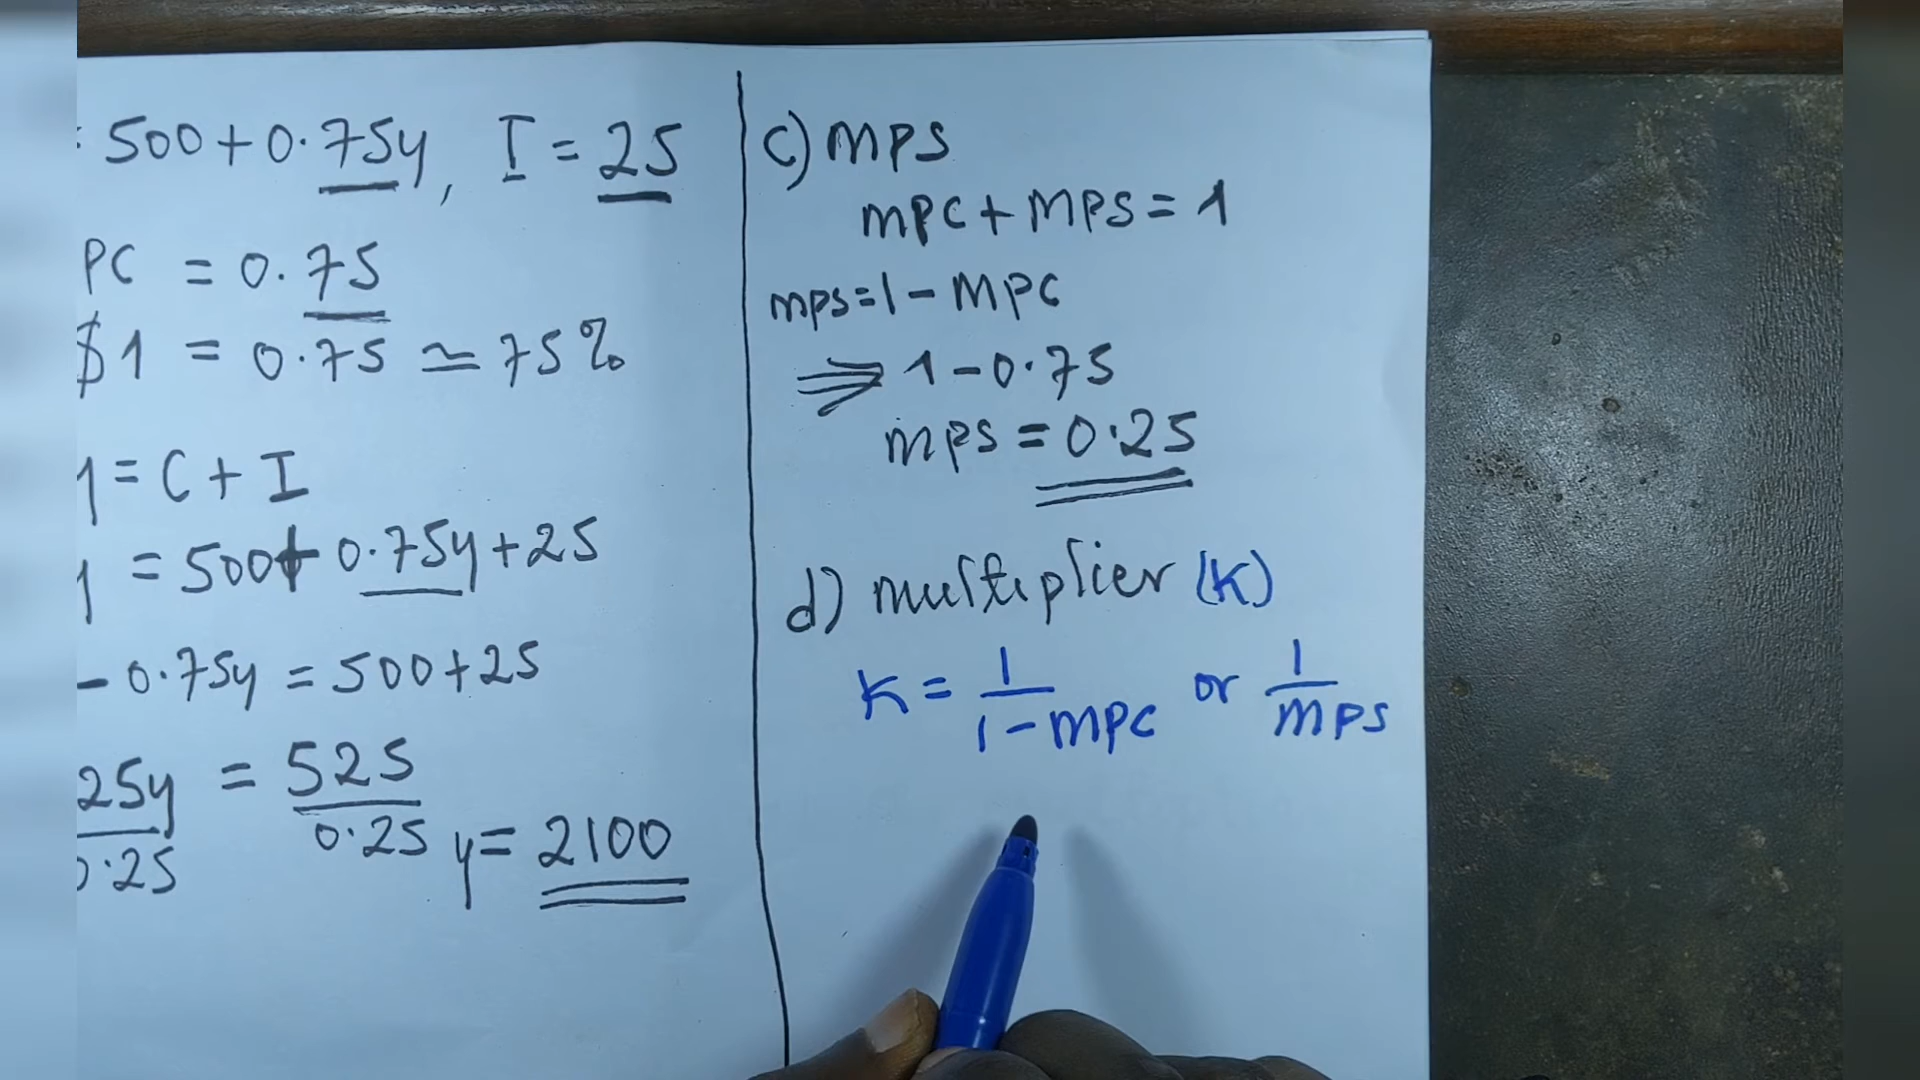 500 + 0.75y, I = 25
PC = 0.75
$1 = 0.75 ≃ 75%
y = C + I
y = 500 + 0.75y + 25
- 0.75y = 500 + 25
25y = 525
0.25 0.25 y = 2100
c) MPS
MPC + MPS = 1
MPS = 1 - MPC
⇒ 1 - 0.75
MPS = 0.25
d) multiplier (K)
K = 1 or 1
1 - MPC MPS